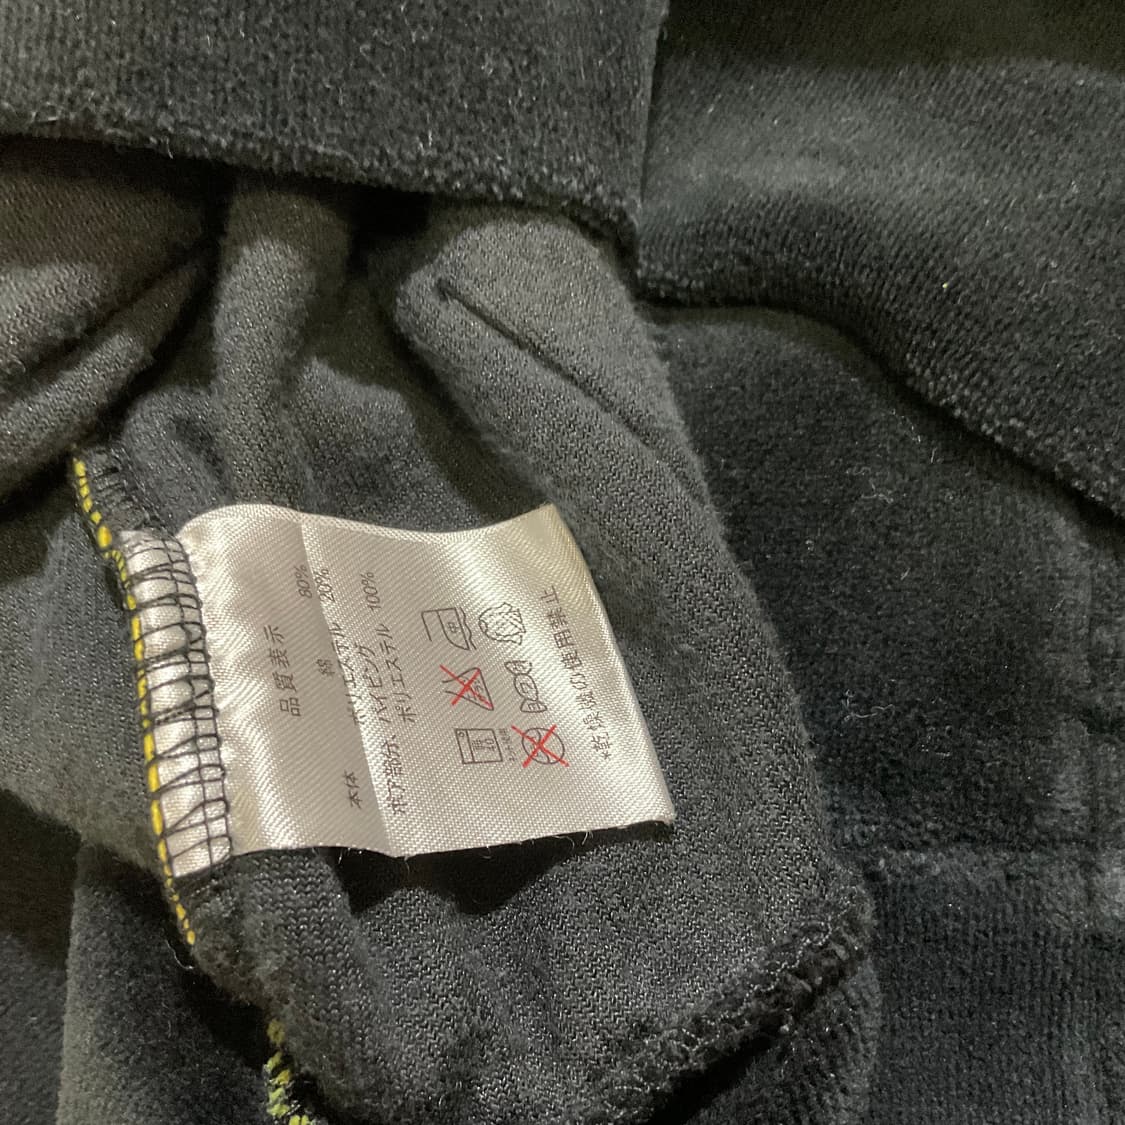 品質表示
本体 綿 80%
ポリエステル 20%
ボア部分、パイピング
ポリエステル 100%
*乾燥機の使用禁止